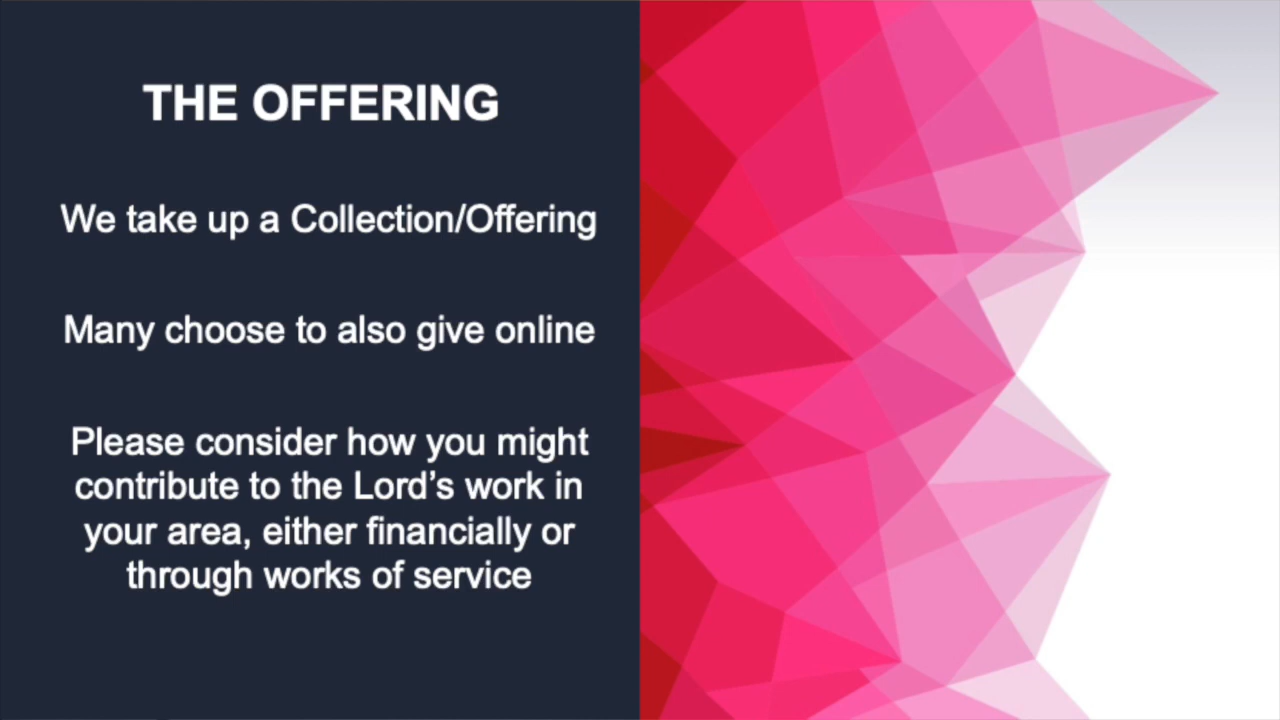 THE OFFERING
We take up a Collection/Offering
Many choose to also give online
Please consider how you might
contribute to the Lord’s work in
your area, either financially or
through works of service